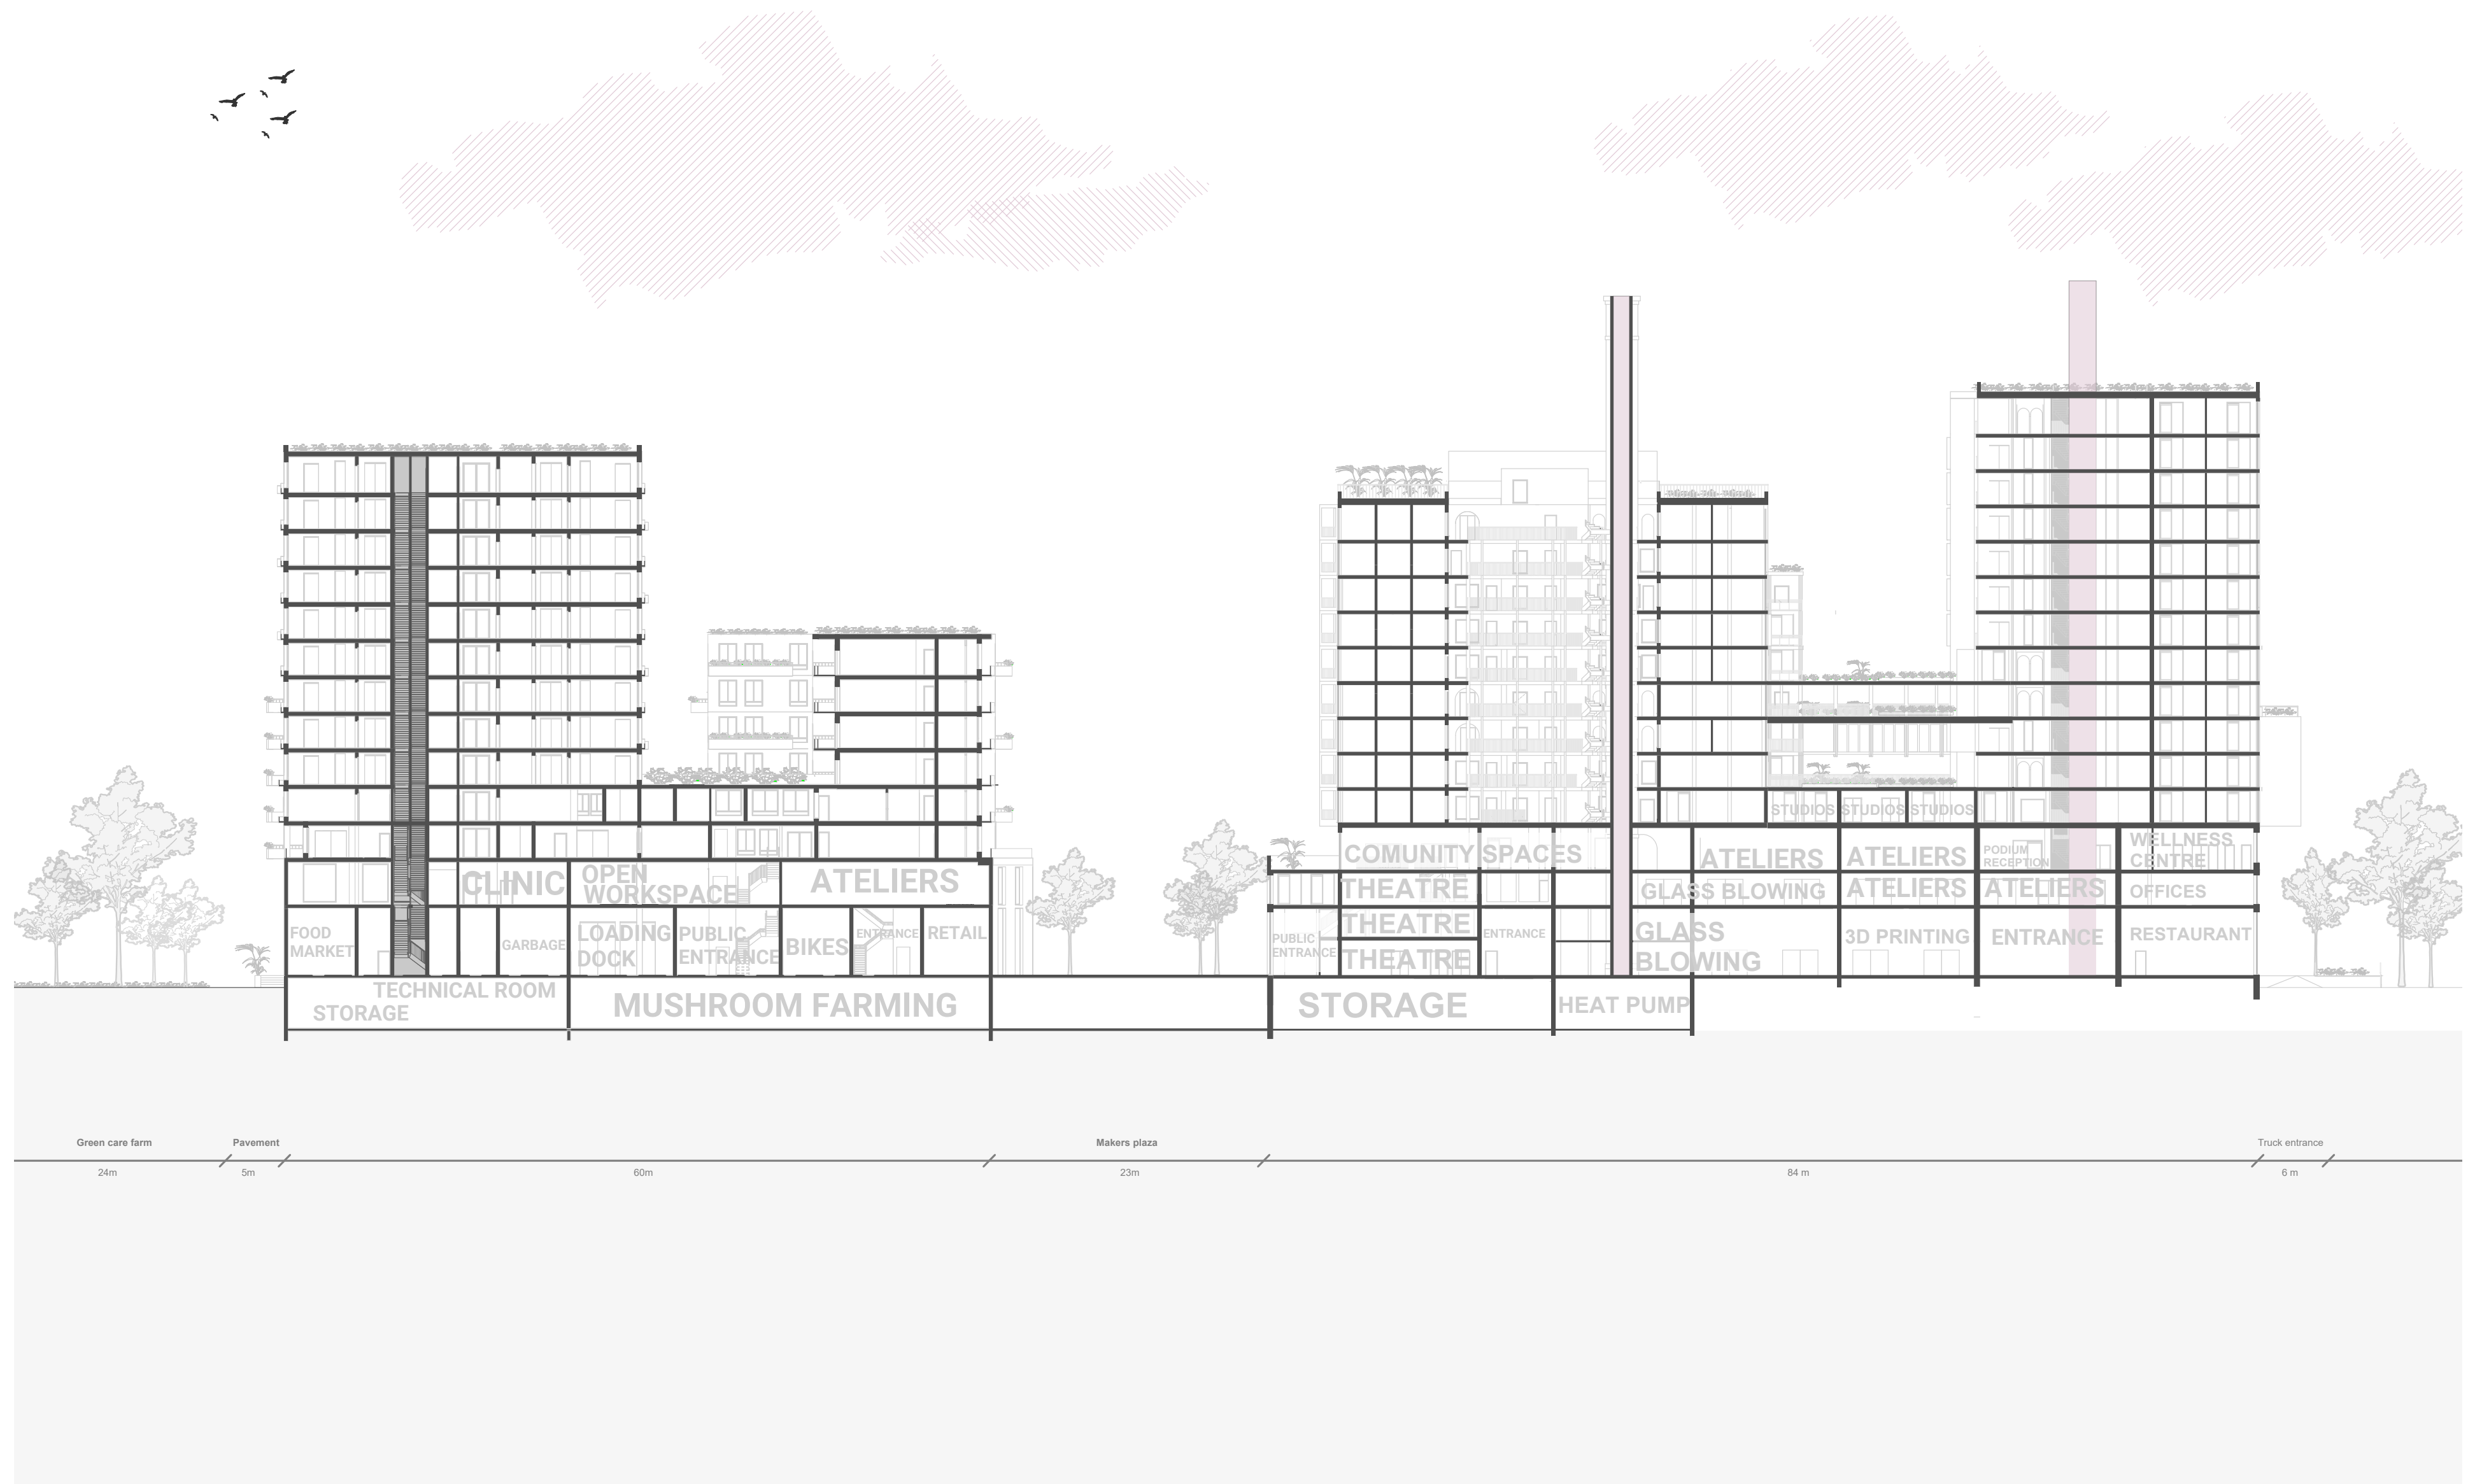 STUDIOS STUDIOS STUDIOS
COMUNITY SPACES
ATELIERS
ATELIERS
PODIUM
RECEPTION
WELLNESS
CENTRE
CLINIC
OPEN
WORKSPACE
ATELIERS
THEATRE
GLASS BLOWING
ATELIERS
ATELIERS
OFFICES
FOOD
MARKET
GARBAGE
LOADING
DOCK
PUBLIC
ENTRANCE
BIKES
ENTRANCE
RETAIL
PUBLIC
ENTRANCE
THEATRE
THEATRE
ENTRANCE
GLASS
BLOWING
3D PRINTING
ENTRANCE
RESTAURANT
TECHNICAL ROOM
STORAGE
MUSHROOM FARMING
STORAGE
HEAT PUMP
Green care farm
Pavement
Makers plaza
Truck entrance
24m
5m
60m
23m
84 m
6 m